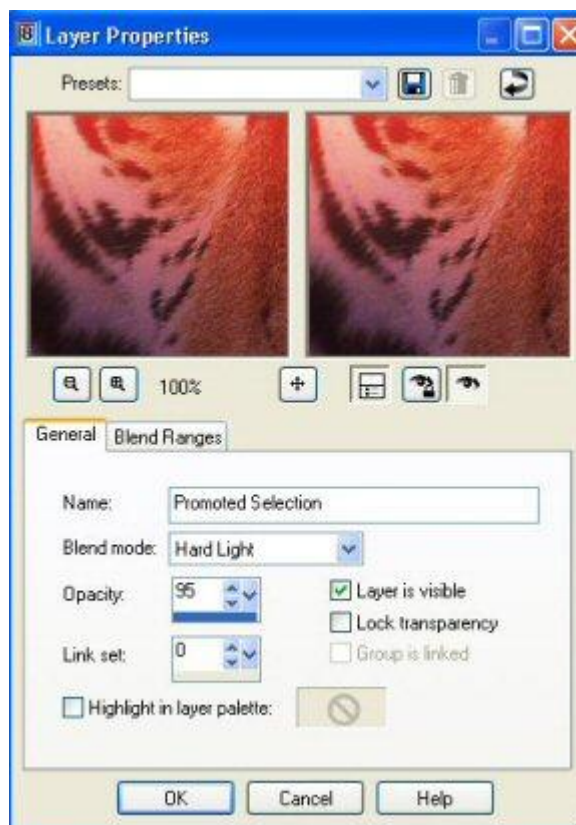 Layer Properties
Presets:
100%
General Blend Ranges
Name: Promoted Selection
Blend mode: Hard Light
Opacity: 95
Layer is visible
Lock transparency
Link set: 0
Group is linked
Highlight in layer palette:
OK Cancel Help